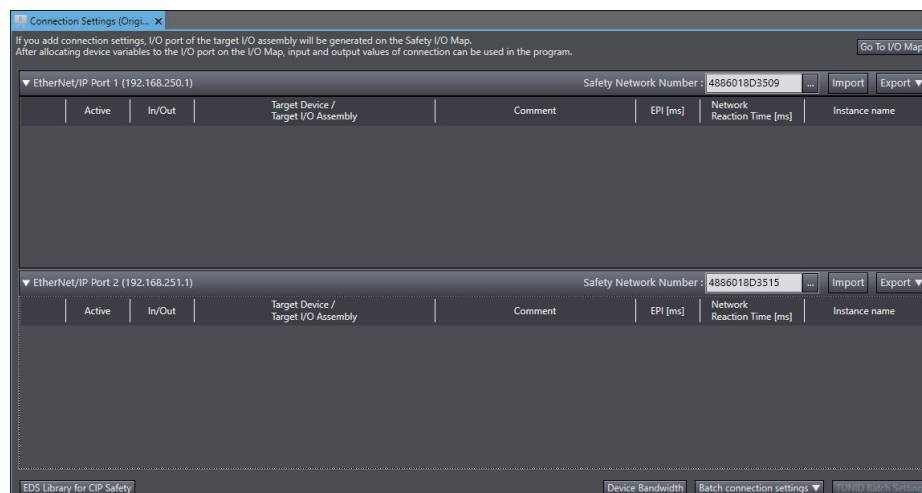 Connection Settings (Origi... X
If you add connection settings, I/O port of the target I/O assembly will be generated on the Safety I/O Map.
After allocating device variables to the I/O port on the I/O Map, input and output values of connection can be used in the program.
Go To I/O Map
▼ EtherNet/IP Port 1 (192.168.250.1) Safety Network Number : 4886018D3509 ... Import Export ▼
Active In/Out Target Device / Comment EPI [ms] Network Instance name
Target I/O Assembly Reaction Time [ms]
▼ EtherNet/IP Port 2 (192.168.251.1) Safety Network Number : 4886018D3515 ... Import Export ▼
Active In/Out Target Device / Comment EPI [ms] Network Instance name
Target I/O Assembly Reaction Time [ms]
EDS Library for CIP Safety Device Bandwidth Batch connection settings ▼ TUNID Batch Setting